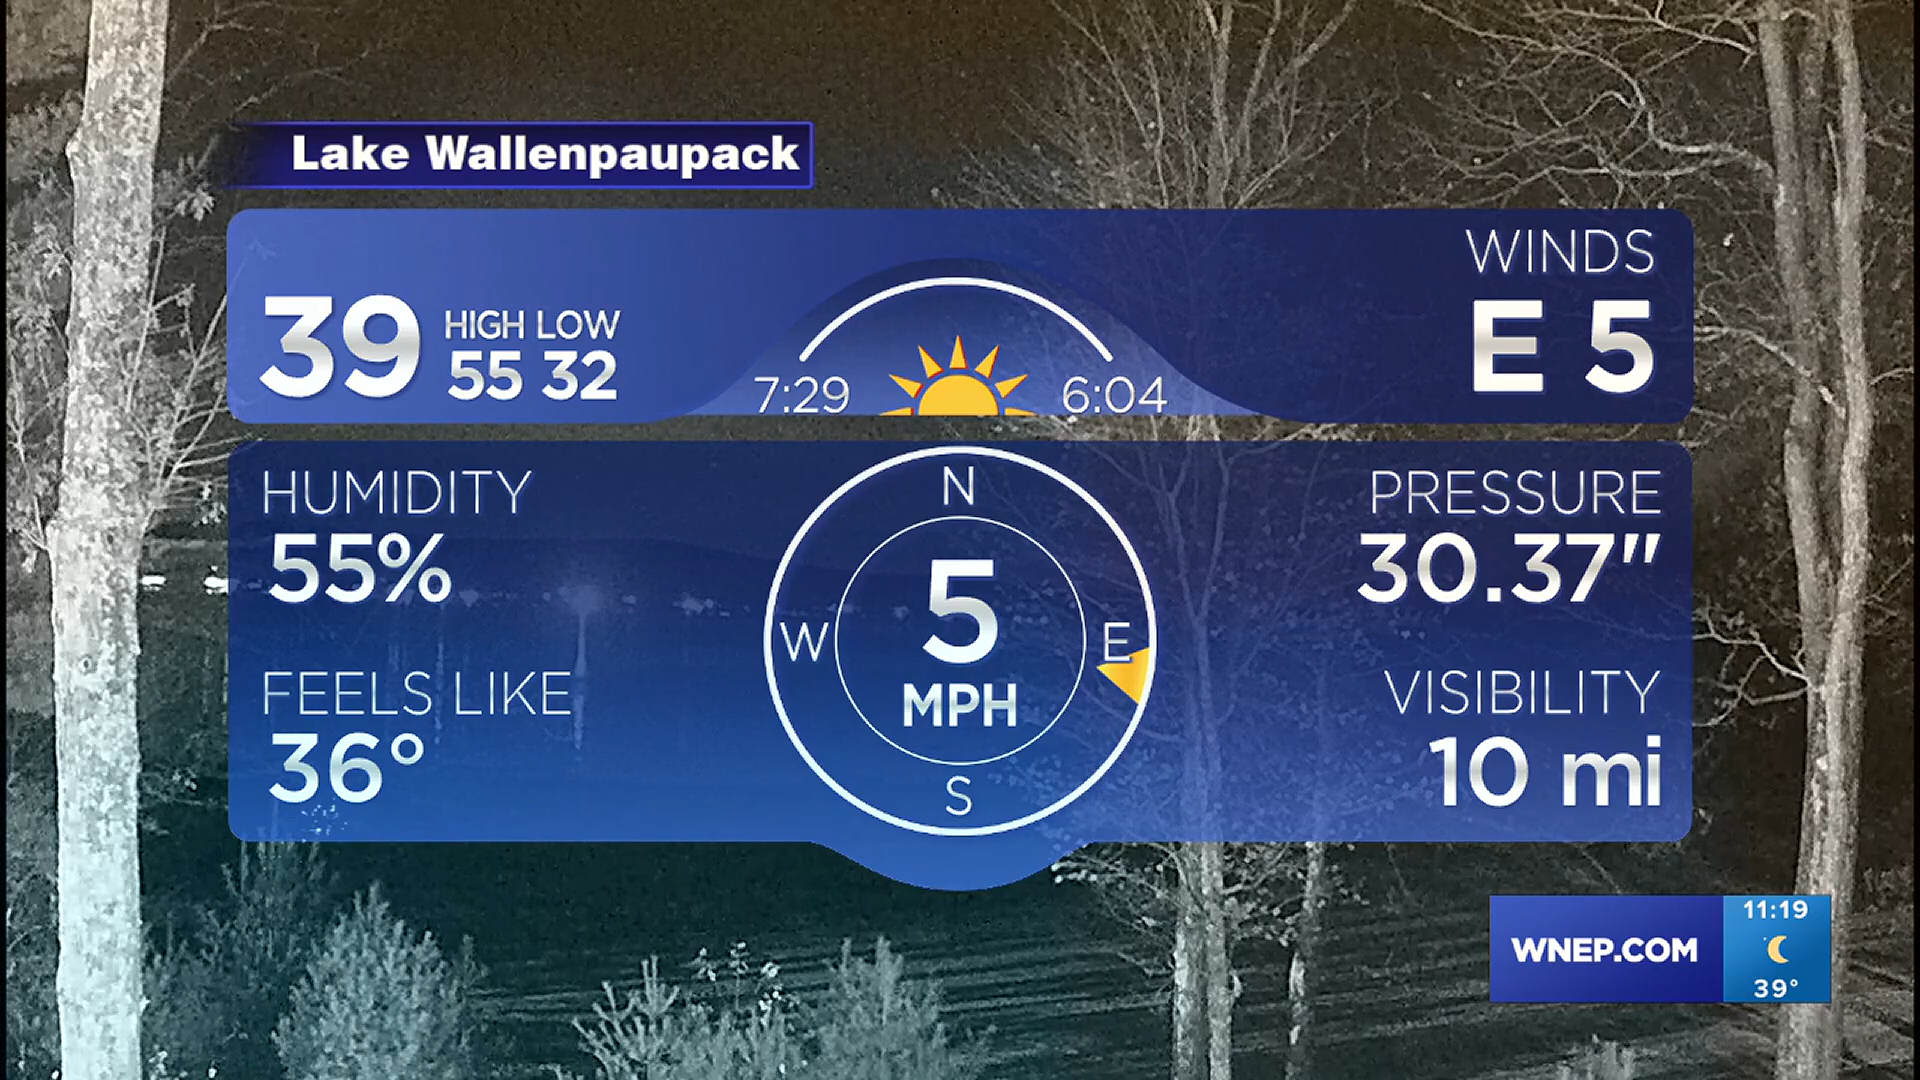 Lake Wallenpaupack
39
HIGH LOW
55 32
7:29
6:04
WINDS
E 5
HUMIDITY
55%
FEELS LIKE
36°
N
W
E
S
5
MPH
PRESSURE
30.37"
VISIBILITY
10 mi
WNEP.COM
11:19
39°